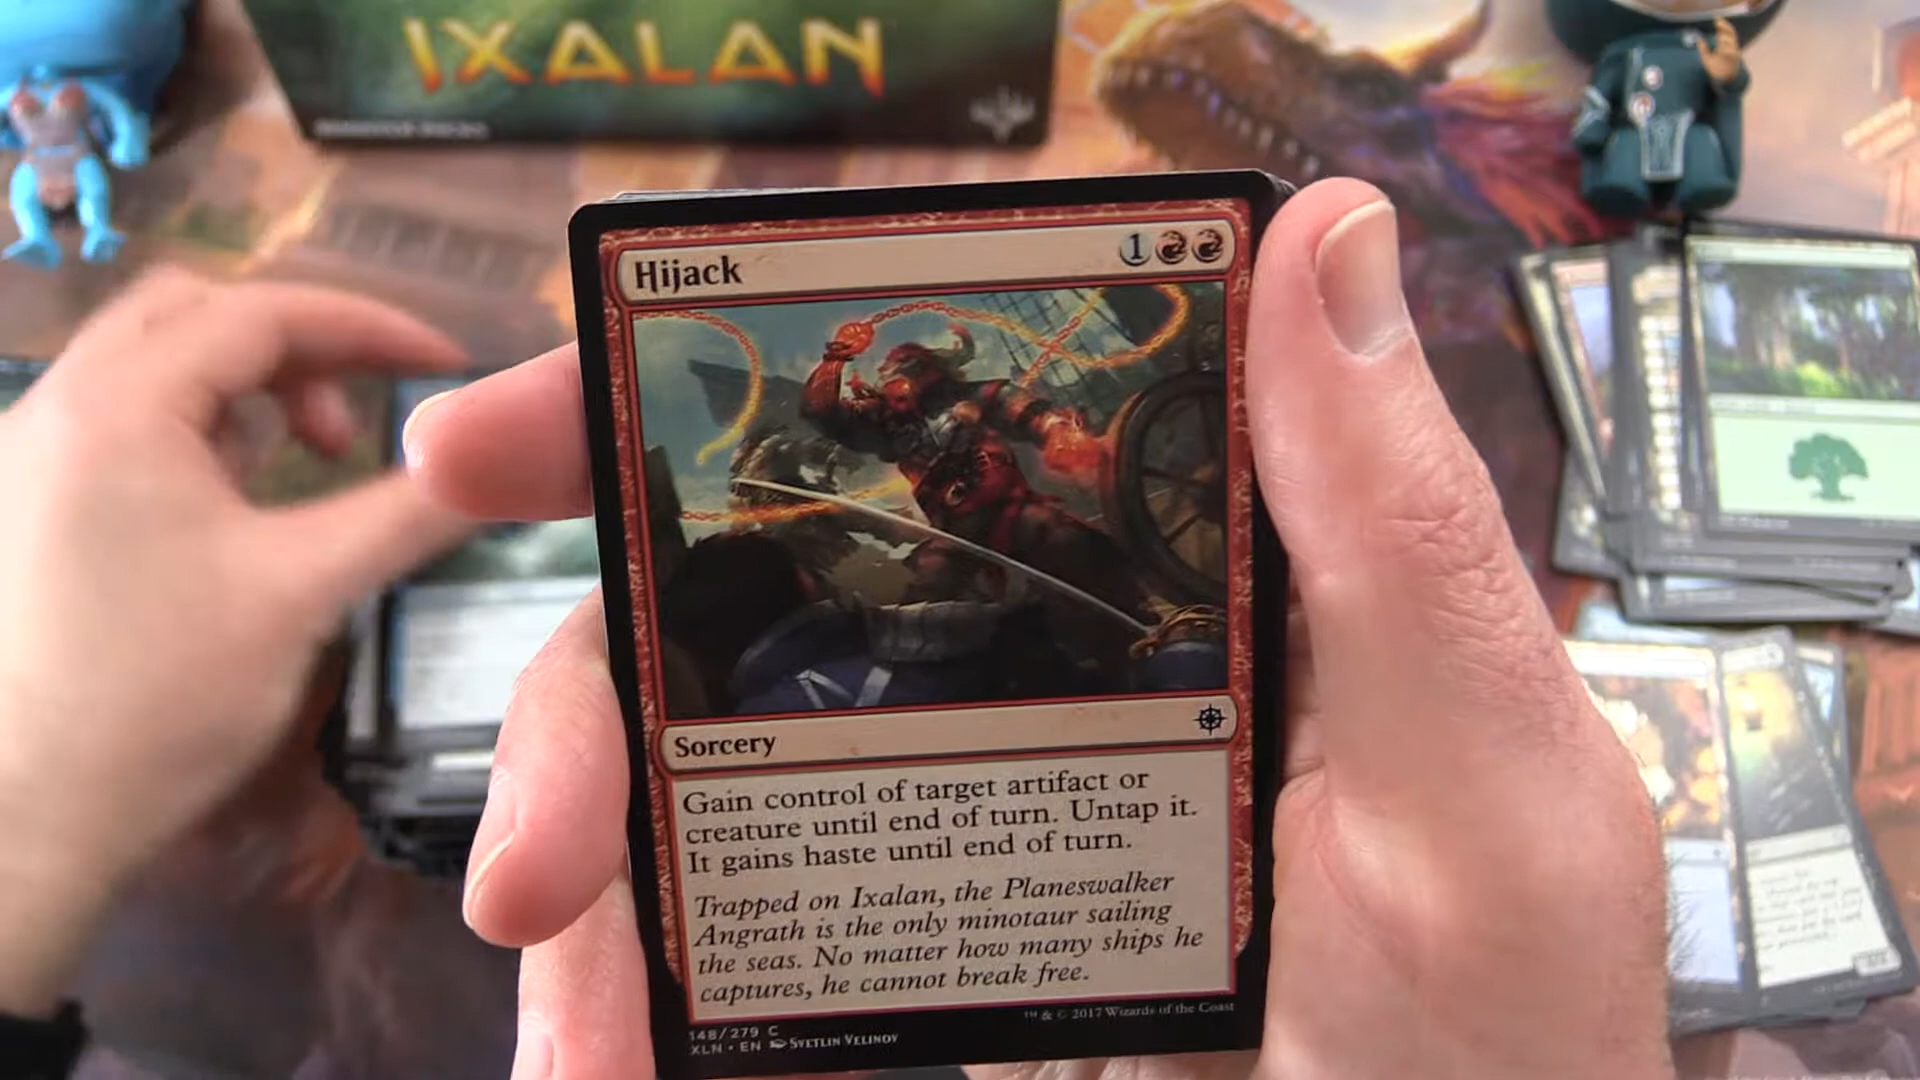 IXALAN
Hijack
1
Sorcery
Gain control of target artifact or
creature until end of turn. Untap it.
It gains haste until end of turn.
Trapped on Ixalan, the Planeswalker
Angrath is the only minotaur sailing
the seas. No matter how many ships he
captures, he cannot break free.
148/279 C
XLN • EN SVETLIN VELINOV
™ & © 2017 Wizards of the Coast